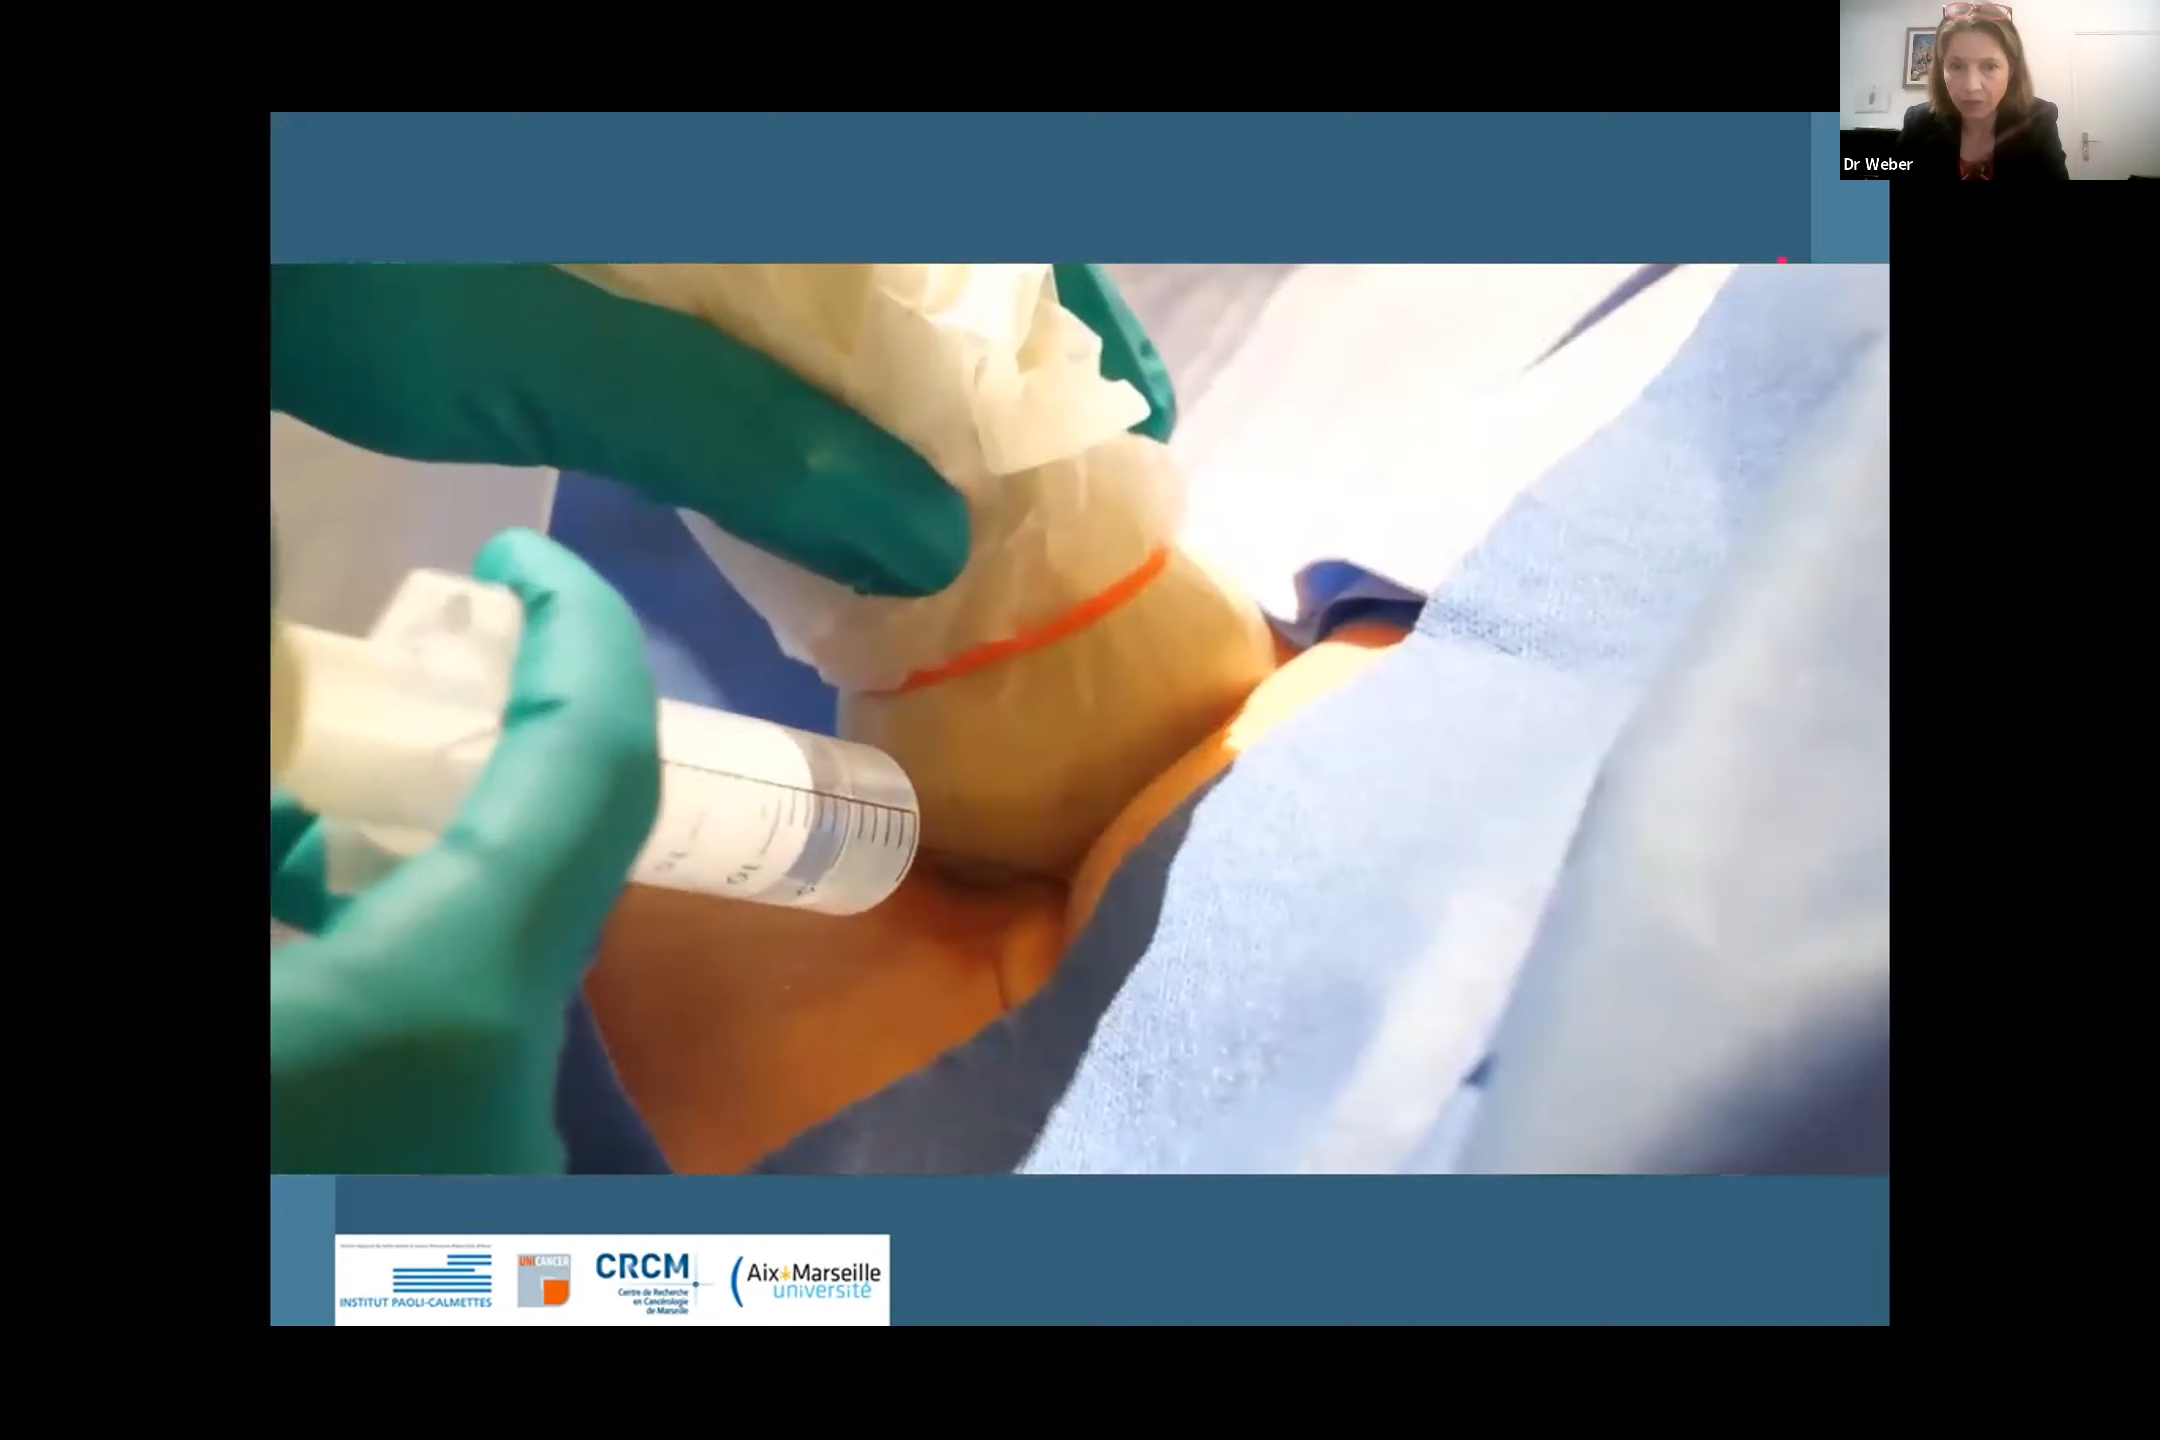 Dr Weber
INSTITUT PAOLI-CALMETTES
UNICANCER
CRCM
Centre de Recherche
en Cancérologie
de Marseille
Aix Marseille
université